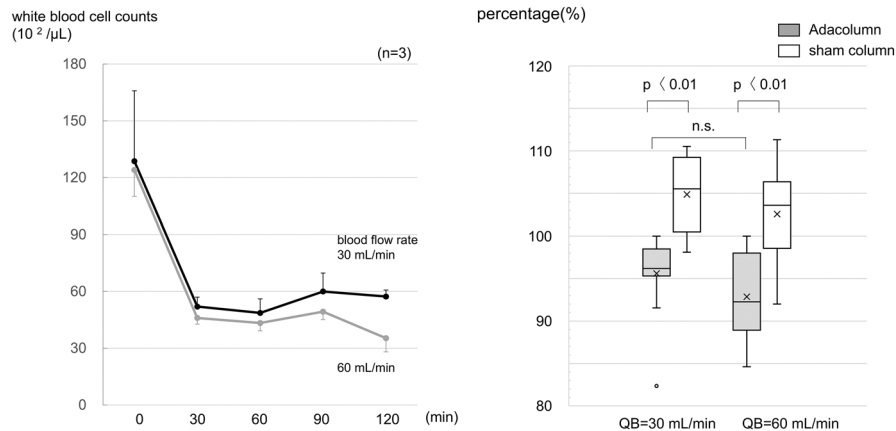 white blood cell counts
(10 2 /μL)
(n=3)
180
150
120
90
60
30
0
blood flow rate
30 mL/min
60 mL/min
0 30 60 90 120 (min)
percentage(%)
Adacolumn
sham column
120
110
100
90
80
p〈 0.01 p〈 0.01
n.s.
QB=30 mL/min QB=60 mL/min